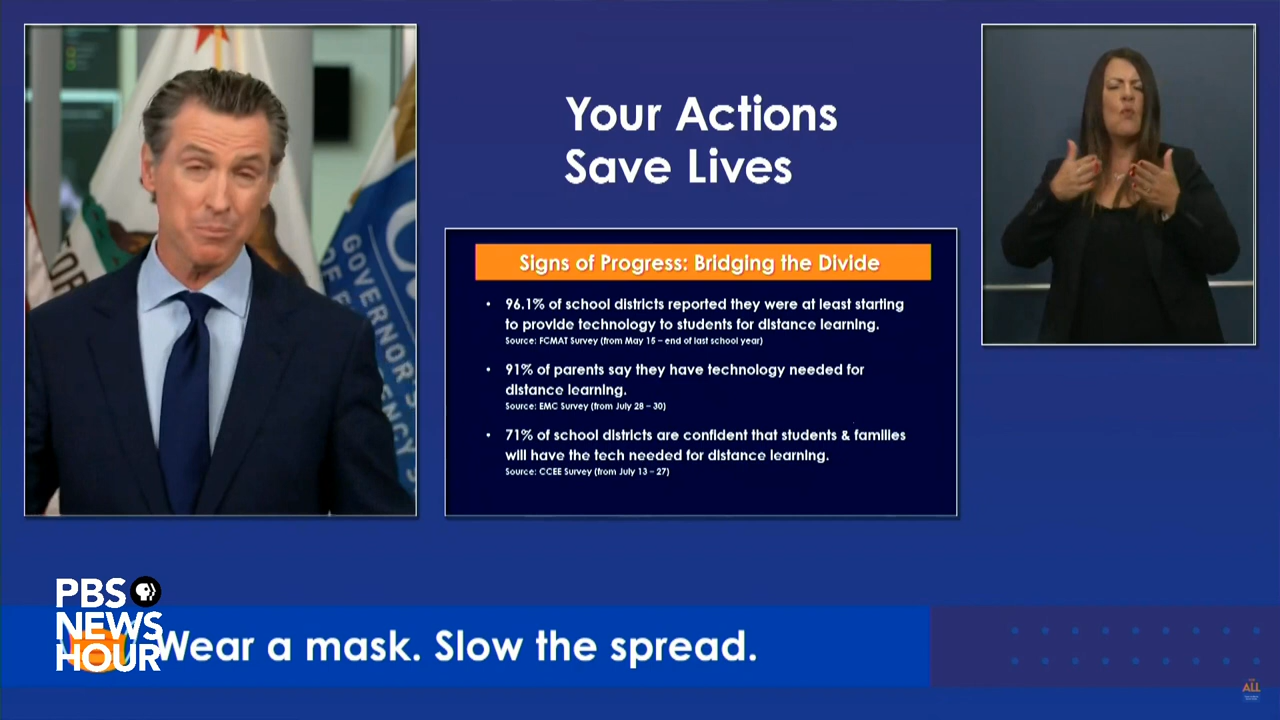 Your Actions
Save Lives
Signs of Progress: Bridging the Divide
• 96.1% of school districts reported they were at least starting
to provide technology to students for distance learning.
Source: FCMAT Survey (from May 15 – end of last school year)
• 91% of parents say they have technology needed for
distance learning.
Source: EMC Survey (from July 28 – 30)
• 71% of school districts are confident that students & families
will have the tech needed for distance learning.
Source: CCEE Survey (from July 13 – 27)
GOVERNOR'S
OF
PBS
NEWS
HOUR
Wear a mask. Slow the spread.
ALL